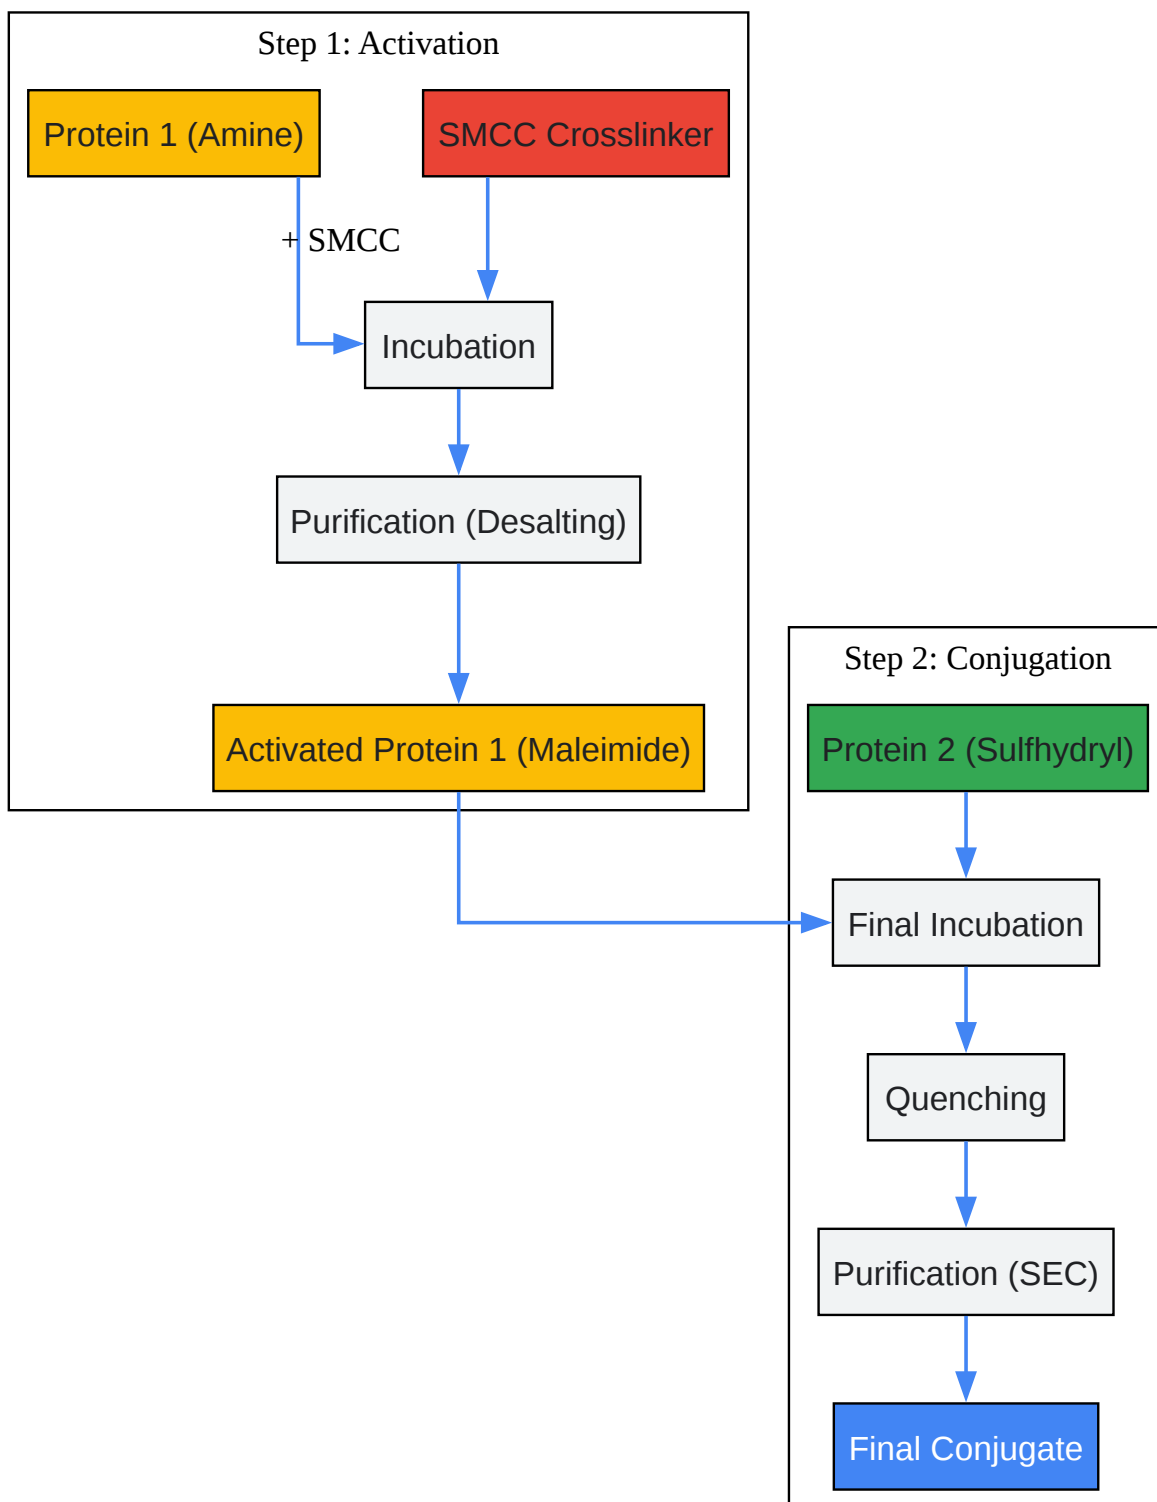 Step 1: Activation
Protein 1 (Amine)
SMCC Crosslinker
+ SMCC
Incubation
Purification (Desalting)
Activated Protein 1 (Maleimide)
Step 2: Conjugation
Protein 2 (Sulfhydryl)
Final Incubation
Quenching
Purification (SEC)
Final Conjugate